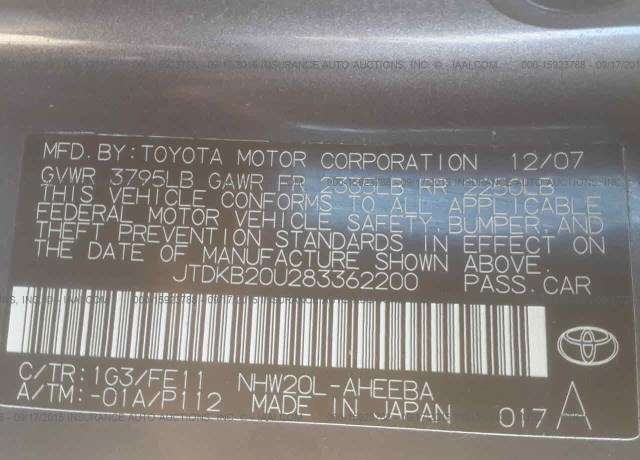 MFD. BY: TOYOTA MOTOR CORPORATION 12/07
GVWR 3795LB GAWR FR RR
THIS VEHICLE CONFORMS TO ALL APPLICABLE
FEDERAL MOTOR VEHICLE SAFETY, BUMPER, AND
THEFT PREVENTION STANDARDS IN EFFECT ON
THE DATE OF MANUFACTURE SHOWN ABOVE.
JTDKB20U283362200 PASS. CAR
C/TR: 1G3/FE11 NHW20L-AHEEBA
A/TM: -01A/P112 MADE IN JAPAN 017 A